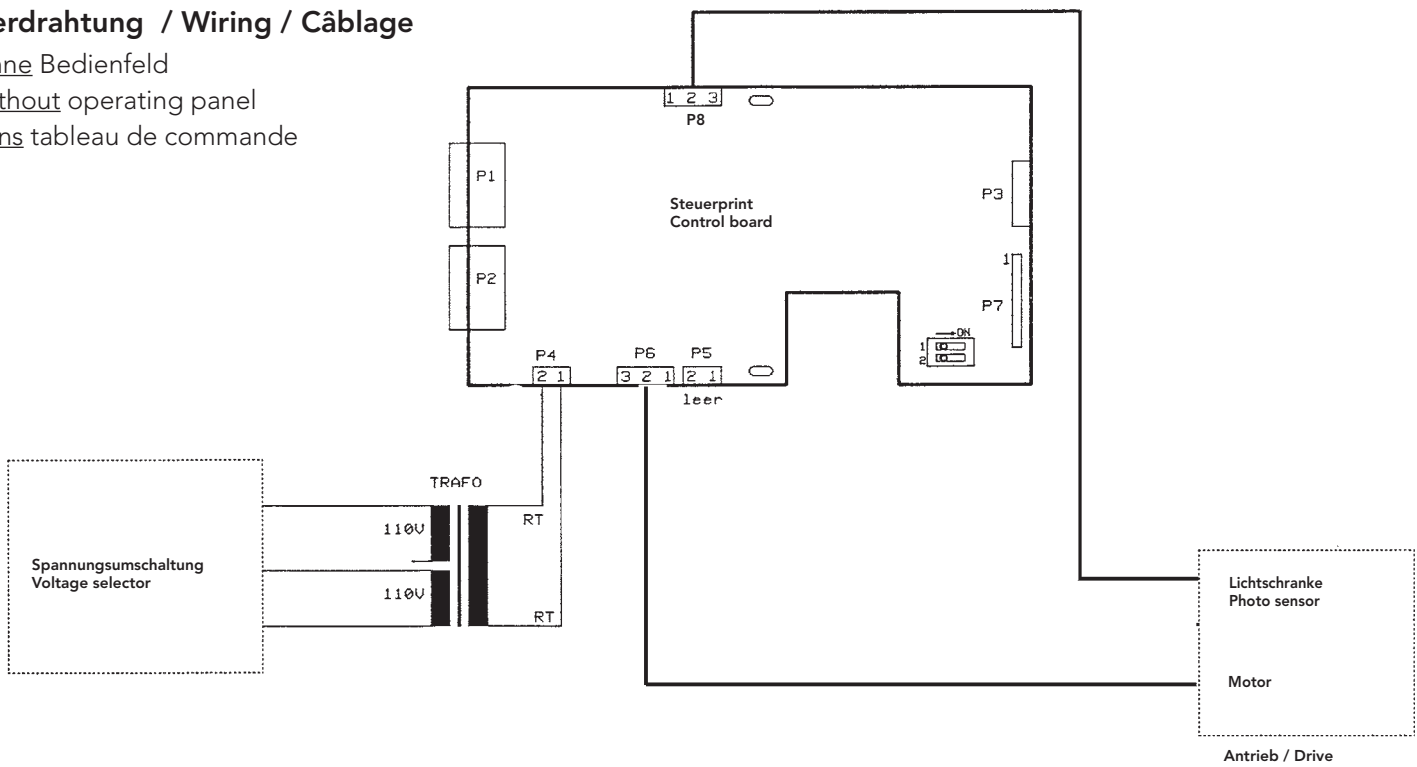 erdrahtung / Wiring / Câblage
ne Bedienfeld
thout operating panel
ns tableau de commande
1 2 3
P8
P1
Steuerprint
Control board
P3
P2
1
P7
ON
1
2
P4
P6
P5
2 1
3 2 1
2 1
leer
TRAFO
110V
RT
Spannungsumschaltung
Voltage selector
110V
RT
Lichtschranke
Photo sensor
Motor
Antrieb / Drive